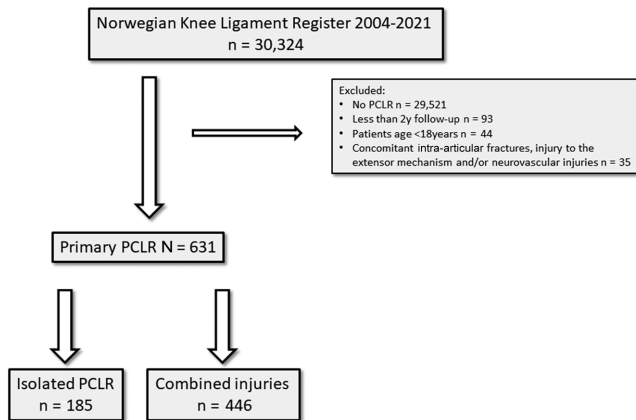 Norwegian Knee Ligament Register 2004-2021
n = 30,324
Excluded:
• No PCLR n = 29,521
• Less than 2y follow-up n = 93
• Patients age <18years n = 44
• Concomitant intra-articular fractures, injury to the
extensor mechanism and/or neurovascular injuries n = 35
Primary PCLR N = 631
Isolated PCLR
n = 185
Combined injuries
n = 446